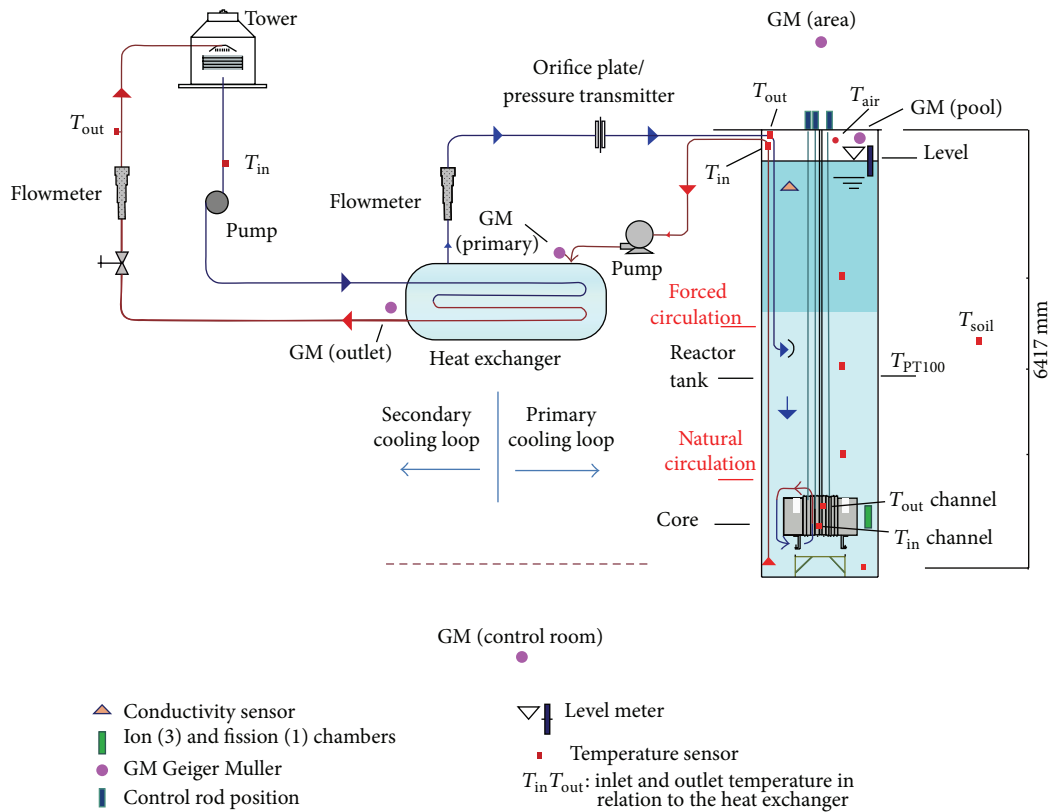 Tower
GM (area)
Orifice plate/
pressure transmitter
T_out
T_air
GM (pool)
T_out
T_in
T_in
Level
Flowmeter
Flowmeter
Pump
GM
(primary)
Pump
Forced
circulation
T_soil
6417 mm
GM (outlet)
Heat exchanger
Reactor
tank
T_PT100
Secondary
cooling loop
Primary
cooling loop
Natural
circulation
T_out channel
Core
T_in channel
GM (control room)
Conductivity sensor
Ion (3) and fission (1) chambers
GM Geiger Muller
Control rod position
Level meter
Temperature sensor
T_in T_out: inlet and outlet temperature in
relation to the heat exchanger